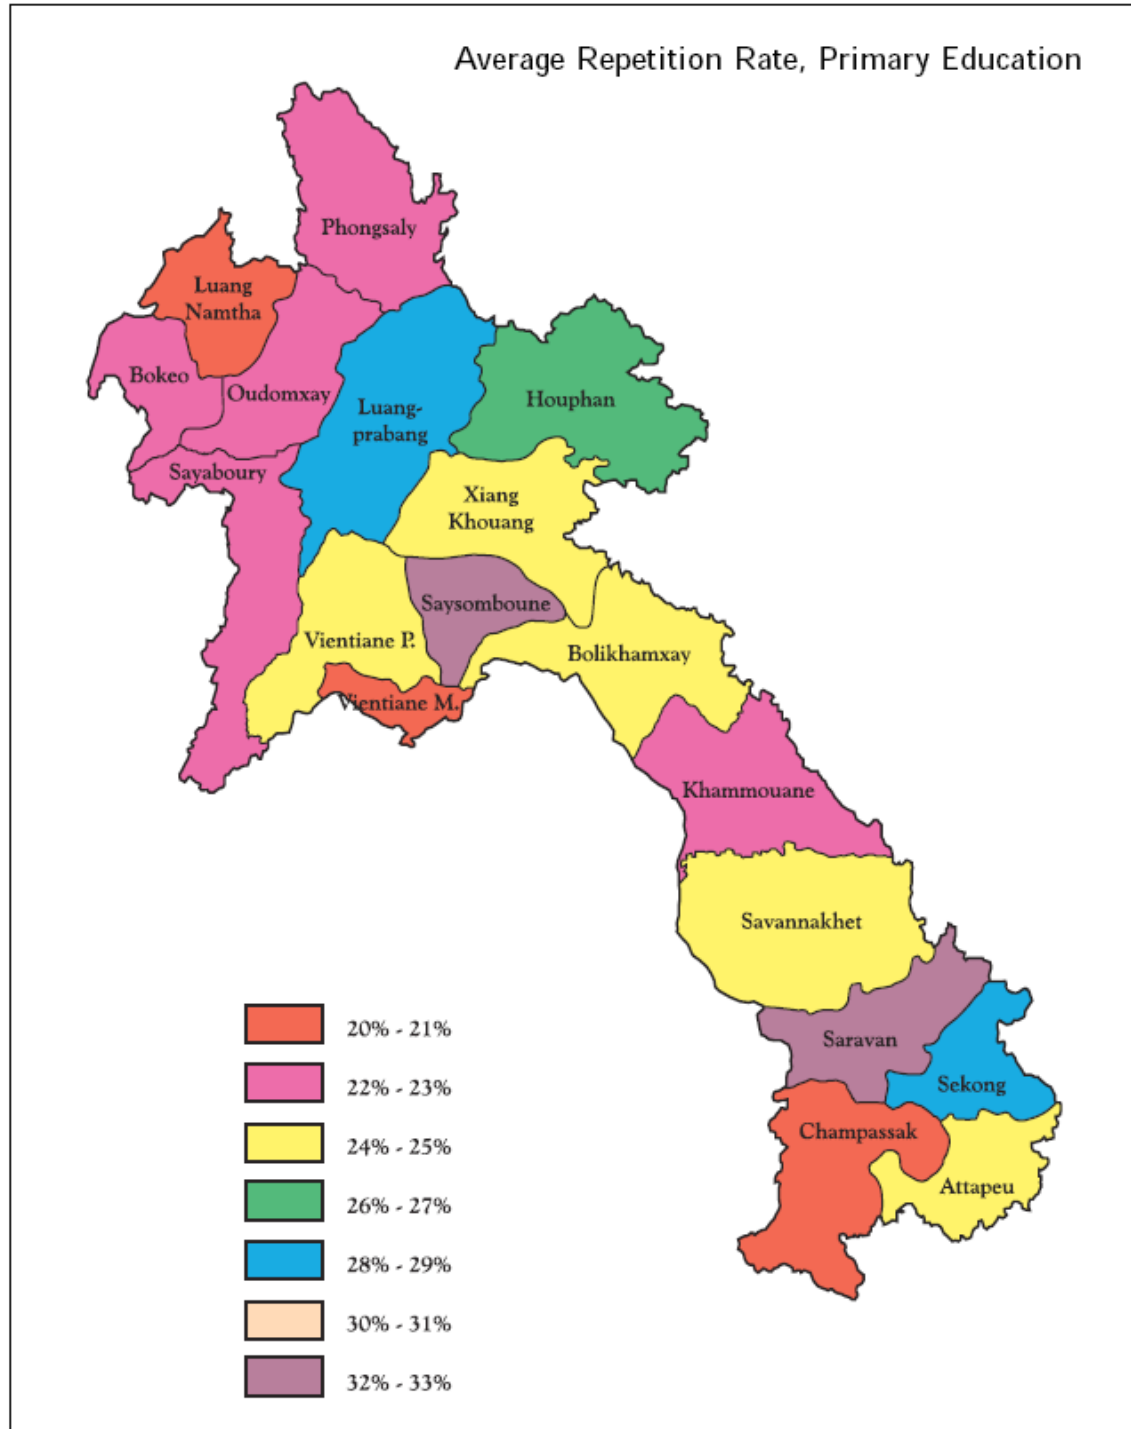 Average Repetition Rate, Primary Education
Phongsaly
Luang
Namtha
Bokeo
Oudomxay
Luang-
prabang
Houphan
Sayaboury
Xiang
Khouang
Saysomboune
Vientiane P.
Bolikhamxay
Vientiane M.
Khammouane
Savannakhet
Saravan
Sekong
Champassak
Attapeu
20% - 21%
22% - 23%
24% - 25%
26% - 27%
28% - 29%
30% - 31%
32% - 33%